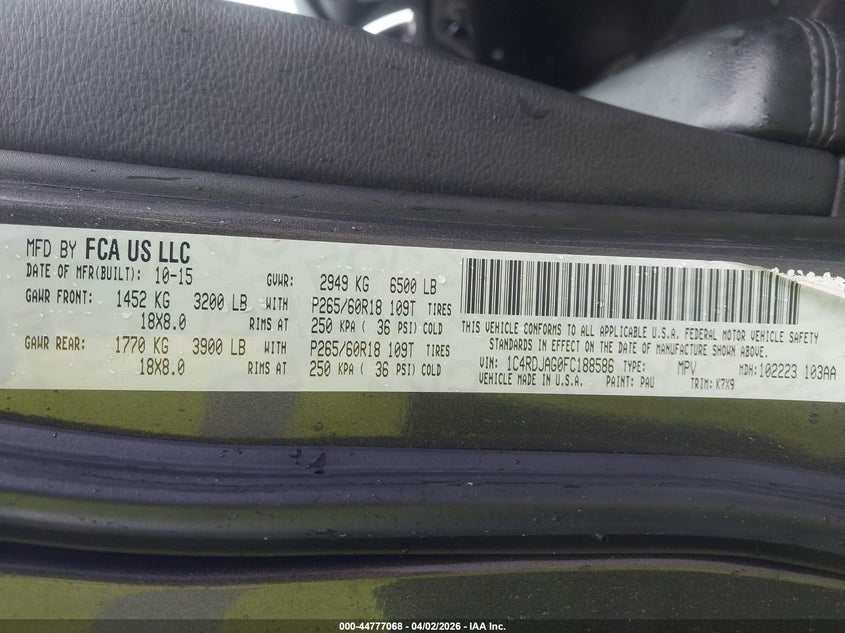 MFD BY FCA US LLC
DATE OF MFR(BUILT): 10-15 GVWR: 2949 KG 6500 LB
GAWR FRONT: 1452 KG 3200 LB WITH P265/60R18 109T TIRES
18X8.0 RIMS AT 250 KPA ( 36 PSI) COLD
GAWR REAR: 1770 KG 3900 LB WITH P265/60R18 109T TIRES
18X8.0 RIMS AT 250 KPA ( 36 PSI) COLD
THIS VEHICLE CONFORMS TO ALL APPLICABLE U.S.A. FEDERAL MOTOR VEHICLE SAFETY
STANDARDS IN EFFECT ON THE DATE OF MANUFACTURE SHOWN ABOVE.
VIN: 1C4RDJAG0FC188586 TYPE: MPV MDH:102223 103AA
VEHICLE MADE IN U.S.A. PAINT: PAU TRIM: K7X9
000-44777068 - 04/02/2026 - IAA Inc.